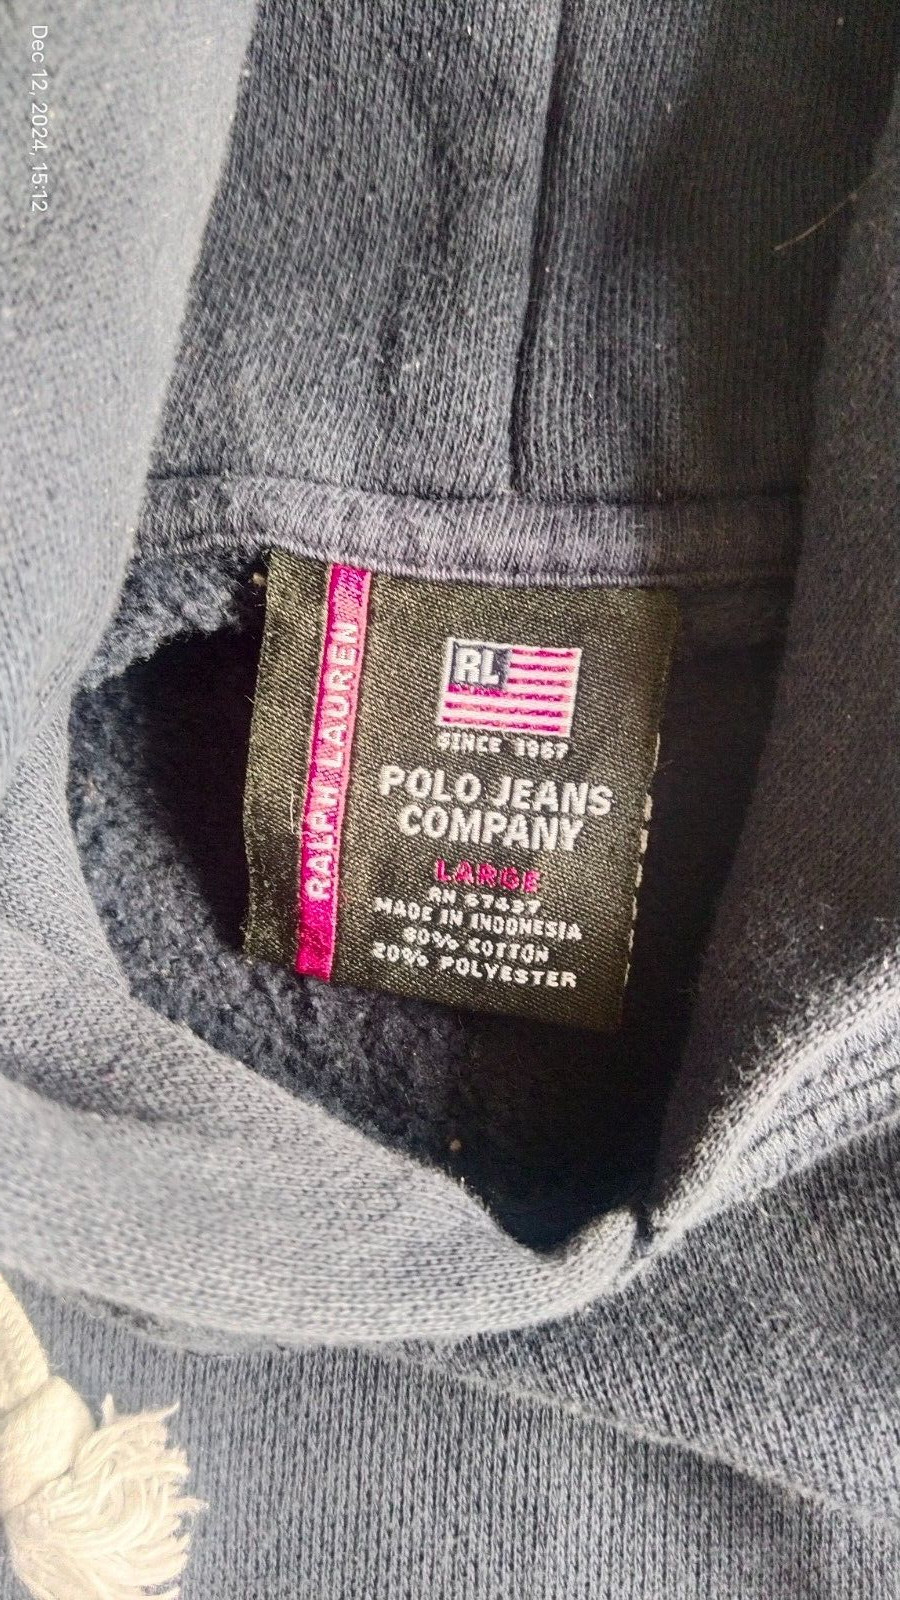 Dec 12, 2024, 15:12
RALPH LAUREN
RL
SINCE 1967
POLO JEANS
COMPANY
LARGE
RN 67437
MADE IN INDONESIA
80% COTTON
20% POLYESTER